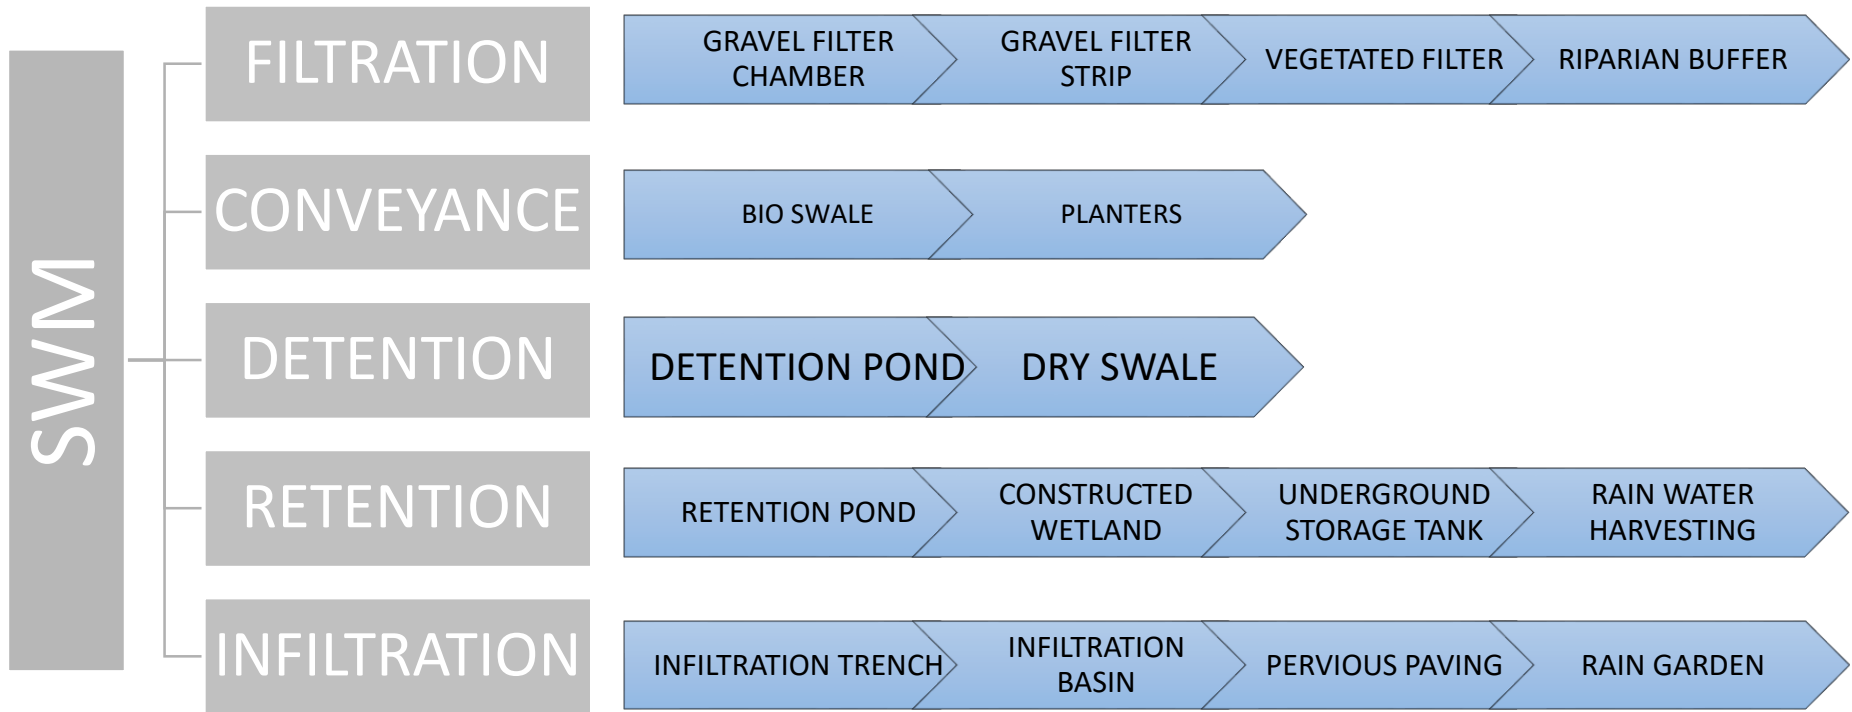 SWM
FILTRATION
GRAVEL FILTER
CHAMBER
GRAVEL FILTER
STRIP
VEGETATED FILTER
RIPARIAN BUFFER
CONVEYANCE
BIO SWALE
PLANTERS
DETENTION
DETENTION POND
DRY SWALE
RETENTION
RETENTION POND
CONSTRUCTED
WETLAND
UNDERGROUND
STORAGE TANK
RAIN WATER
HARVESTING
INFILTRATION
INFILTRATION TRENCH
INFILTRATION
BASIN
PERVIOUS PAVING
RAIN GARDEN